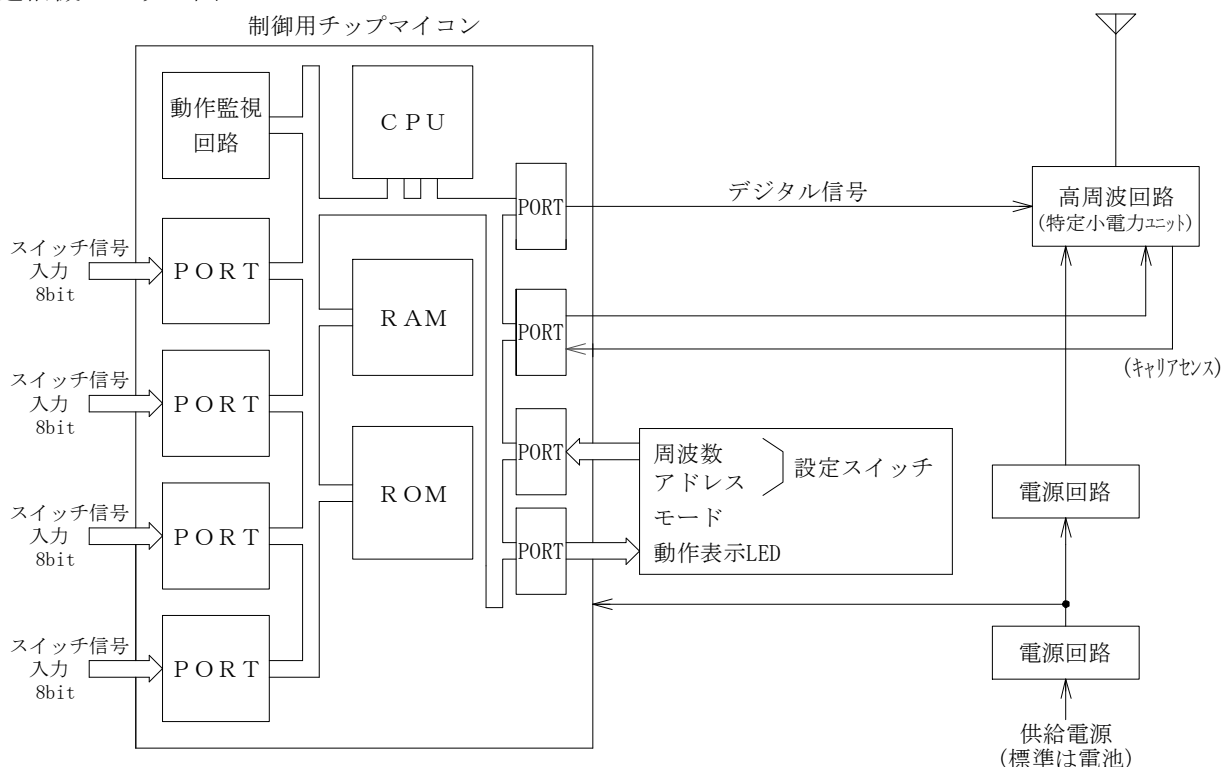 制御用チップマイコン
動作監視
回路
ＣＰＵ
PORT
デジタル信号
高周波回路
(特定小電力ユニット)
スイッチ信号
入力
8bit
ＰＯＲＴ
ＲＡＭ
PORT
(キャリアセンス)
スイッチ信号
入力
8bit
ＰＯＲＴ
PORT
周波数
アドレス
設定スイッチ
モード
動作表示LED
ＲＯＭ
電源回路
スイッチ信号
入力
8bit
ＰＯＲＴ
PORT
スイッチ信号
入力
8bit
ＰＯＲＴ
電源回路
供給電源
(標準は電池)